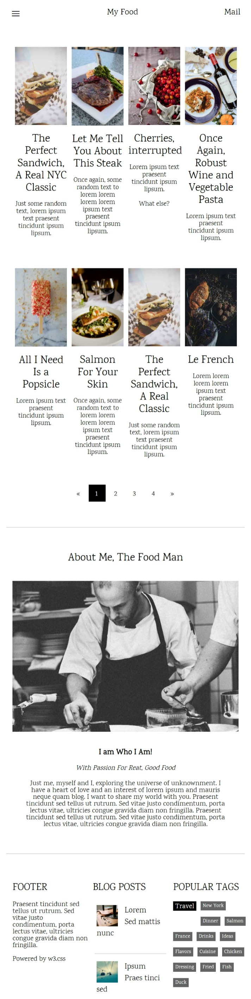 My Food
Mail
The
Perfect
Sandwich,
A Real NYC
Classic
Just some random
text, lorem ipsum
text praesent
tincidunt ipsum
lipsum.
Let Me Tell
You About
This Steak
Once again, some
random text to
lorem lorem
lorem lorem
ipsum text
praesent
tincidunt ipsum
lipsum.
Cherries,
interrupted
Lorem ipsum text
praesent
tincidunt ipsum
lipsum.
What else?
Once
Again,
Robust
Wine and
Vegetable
Pasta
Lorem ipsum text
praesent
tincidunt ipsum
lipsum.
All I Need
Is a
Popsicle
Lorem ipsum text
praesent
tincidunt ipsum
lipsum.
Salmon
For Your
Skin
Once again, some
random text to
lorem lorem
lorem lorem
ipsum text
praesent
tincidunt ipsum
lipsum.
The
Perfect
Sandwich,
A Real
Classic
Just some random
text, lorem ipsum
text praesent
tincidunt ipsum
lipsum.
Le French
Lorem lorem
lorem lorem
ipsum text
praesent
tincidunt ipsum
lipsum.
« 1 2 3 4 »
About Me, The Food Man
I am Who I Am!
With Passion For Reat, Good Food
Just me, myself and I, exploring the universe of unknownment. I
have a heart of love and an interest of lorem ipsum and mauris
neque quam blog. I want to share my world with you. Praesent
tincidunt sed tellus ut rutrum. Sed vitae justo condimentum, porta
lectus vitae, ultricies congue gravida diam non fringilla. Praesent
tincidunt sed tellus ut rutrum. Sed vitae justo condimentum, porta
lectus vitae, ultricies congue gravida diam non fringilla.
FOOTER
Praesent tincidunt sed
tellus ut rutrum. Sed
vitae justo
condimentum, porta
lectus vitae, ultricies
congue gravida diam non
fringilla.
Powered by w3.css
BLOG POSTS
Lorem
Sed mattis
nunc
Ipsum
Praes tinci
sed
POPULAR TAGS
Travel New York
Dinner Salmon
France Drinks Ideas
Flavors Cuisine Chicken
Dressing Fried Fish
Duck